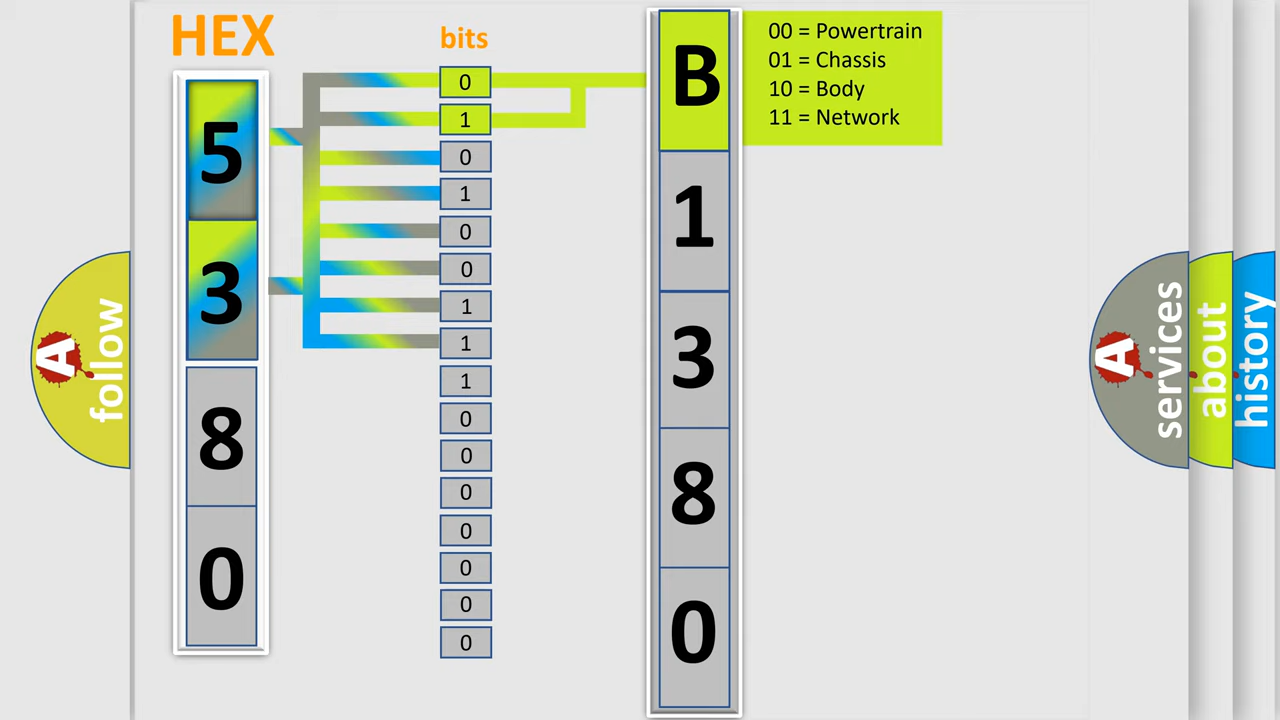 HEX
bits
5
3
8
0
0
1
0
1
0
0
1
1
1
0
0
0
0
0
0
0
B
1
3
8
0
00 = Powertrain
01 = Chassis
10 = Body
11 = Network
A
follow
A
services
about
history